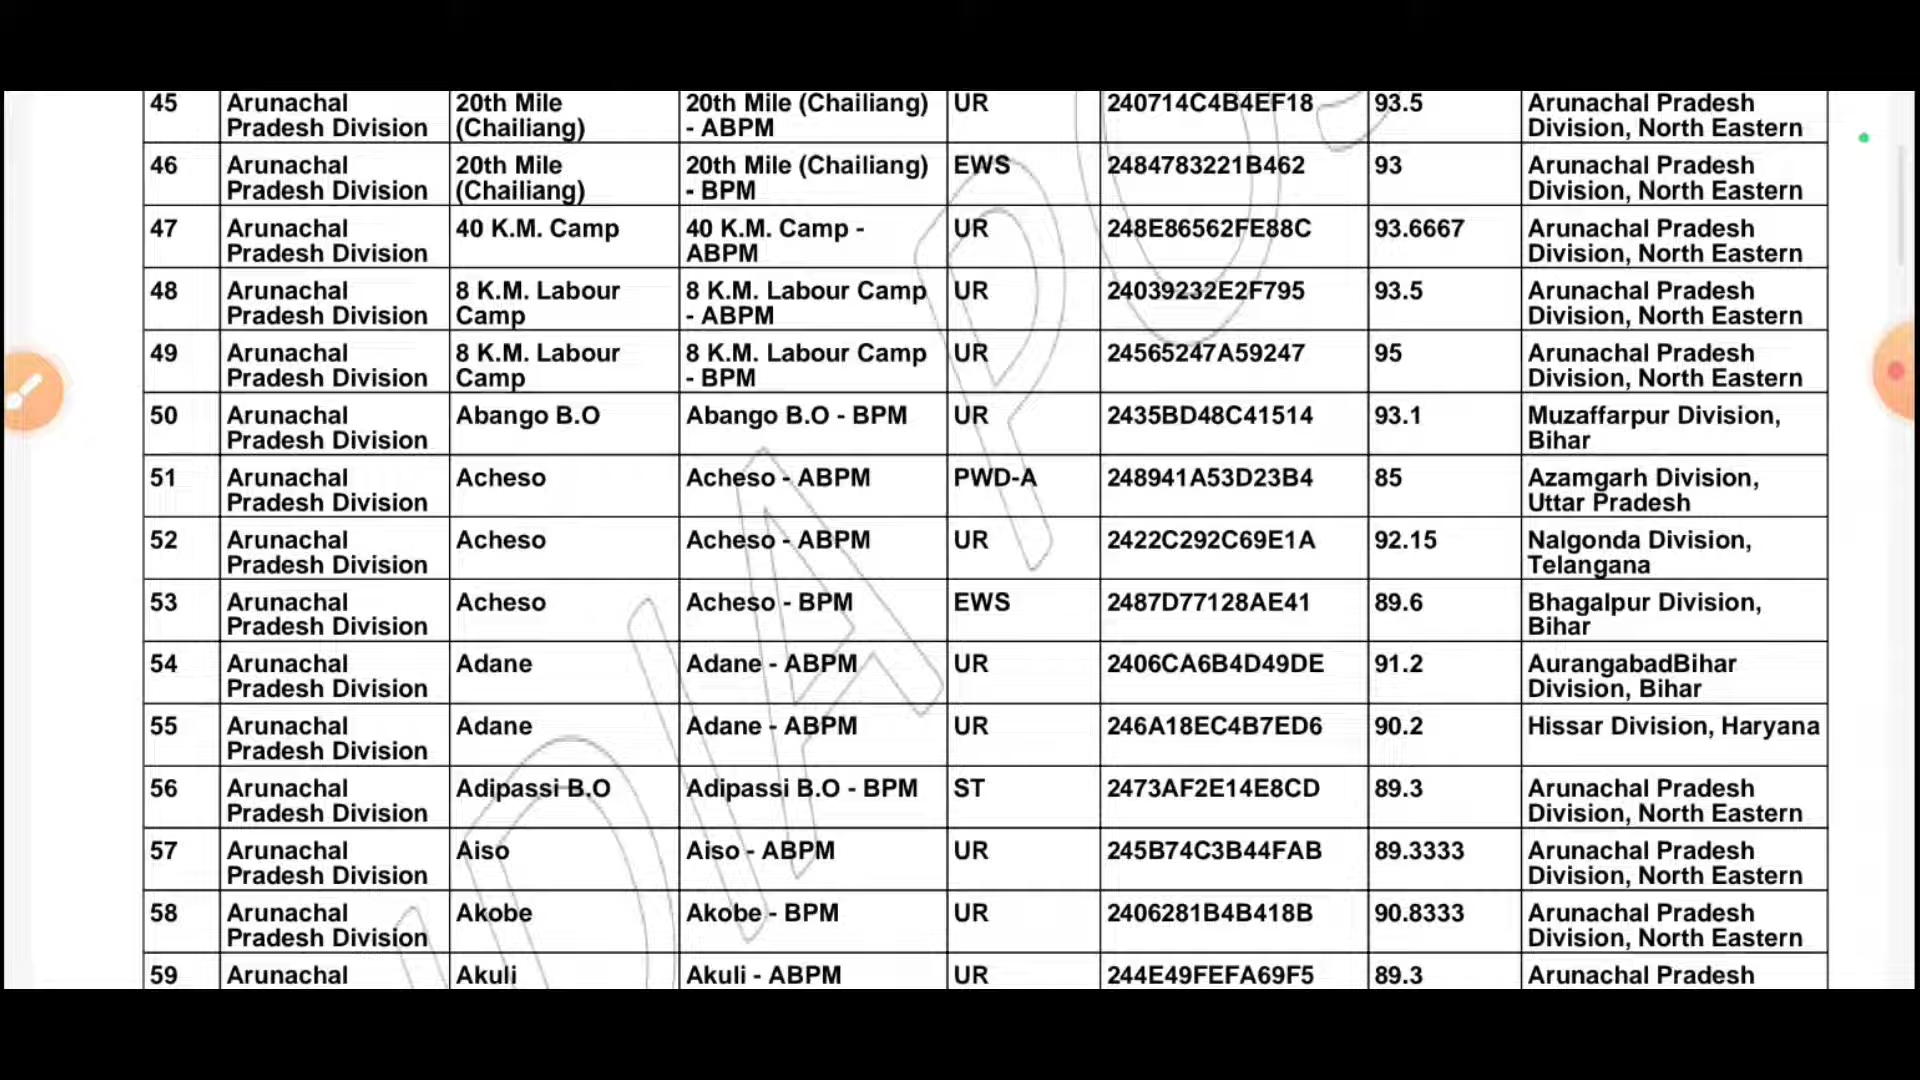 45 Arunachal 20th Mile 20th Mile (Chailiang) UR 240714C4B4EF18 93.5 Arunachal Pradesh
Pradesh Division (Chailiang) - ABPM Division, North Eastern
46 Arunachal 20th Mile 20th Mile (Chailiang) EWS 2484783221B462 93 Arunachal Pradesh
Pradesh Division (Chailiang) - BPM Division, North Eastern
47 Arunachal 40 K.M. Camp 40 K.M. Camp - UR 248E86562FE88C 93.6667 Arunachal Pradesh
Pradesh Division ABPM Division, North Eastern
48 Arunachal 8 K.M. Labour 8 K.M. Labour Camp UR 24039232E2F795 93.5 Arunachal Pradesh
Pradesh Division Camp - ABPM Division, North Eastern
49 Arunachal 8 K.M. Labour 8 K.M. Labour Camp UR 24565247A59247 95 Arunachal Pradesh
Pradesh Division Camp - BPM Division, North Eastern
50 Arunachal Abango B.O Abango B.O - BPM UR 2435BD48C41514 93.1 Muzaffarpur Division,
Pradesh Division Bihar
51 Arunachal Acheso Acheso - ABPM PWD-A 248941A53D23B4 85 Azamgarh Division,
Pradesh Division Uttar Pradesh
52 Arunachal Acheso Acheso - ABPM UR 2422C292C69E1A 92.15 Nalgonda Division,
Pradesh Division Telangana
53 Arunachal Acheso Acheso - BPM EWS 2487D77128AE41 89.6 Bhagalpur Division,
Pradesh Division Bihar
54 Arunachal Adane Adane - ABPM UR 2406CA6B4D49DE 91.2 AurangabadBihar
Pradesh Division Division, Bihar
55 Arunachal Adane Adane - ABPM UR 246A18EC4B7ED6 90.2 Hissar Division, Haryana
Pradesh Division
56 Arunachal Adipassi B.O Adipassi B.O - BPM ST 2473AF2E14E8CD 89.3 Arunachal Pradesh
Pradesh Division Division, North Eastern
57 Arunachal Aiso Aiso - ABPM UR 245B74C3B44FAB 89.3333 Arunachal Pradesh
Pradesh Division Division, North Eastern
58 Arunachal Akobe Akobe - BPM UR 2406281B4B418B 90.8333 Arunachal Pradesh
Pradesh Division Division, North Eastern
59 Arunachal Akuli Akuli - ABPM UR 244E49FEFA69F5 89.3 Arunachal Pradesh